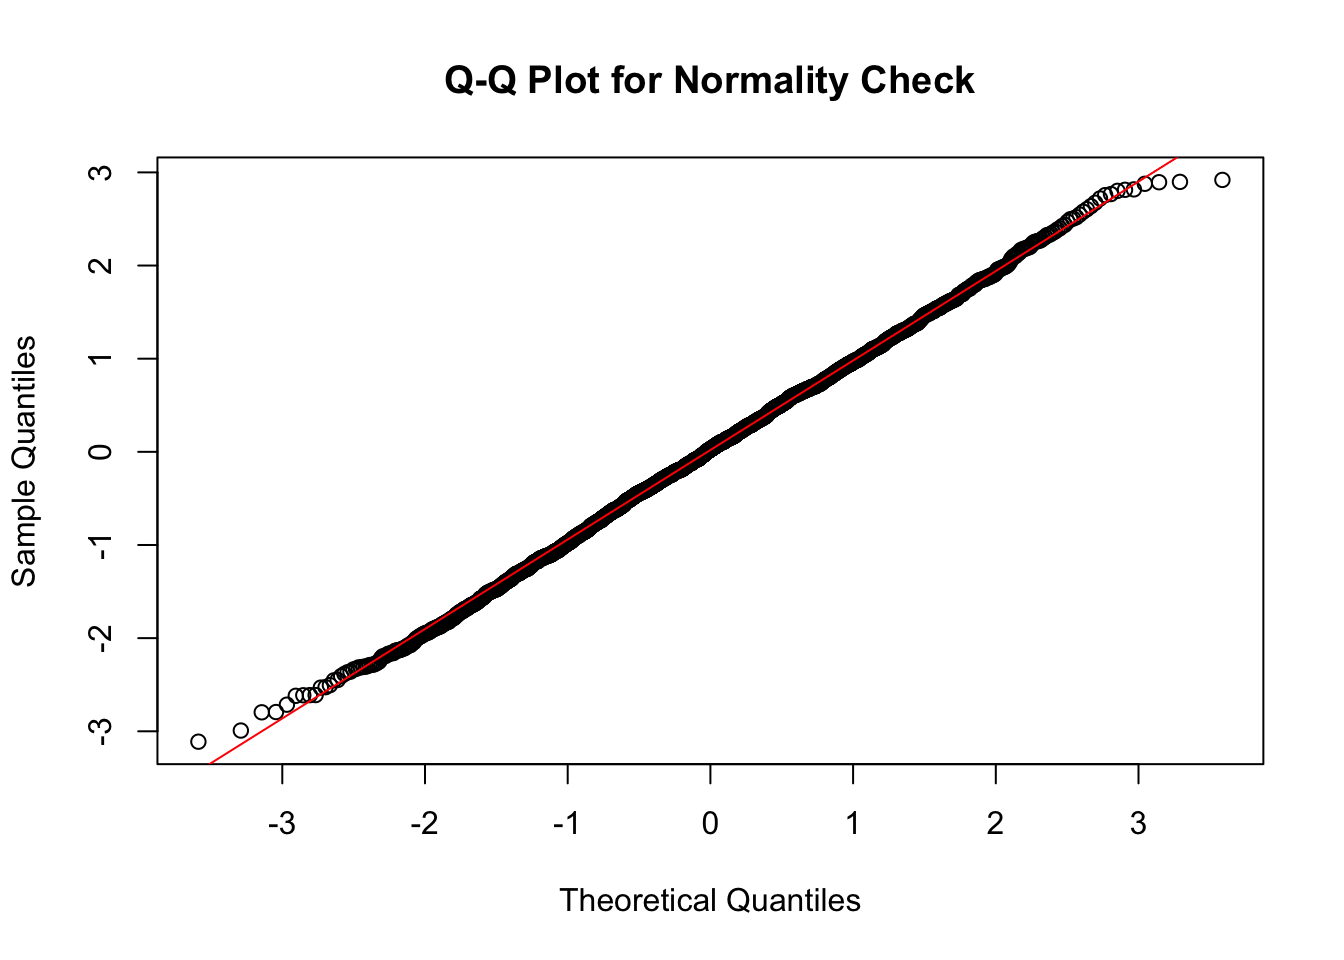 Q-Q Plot for Normality Check
3
2
1
0
-1
-2
-3
Sample Quantiles
-3 -2 -1 0 1 2 3
Theoretical Quantiles